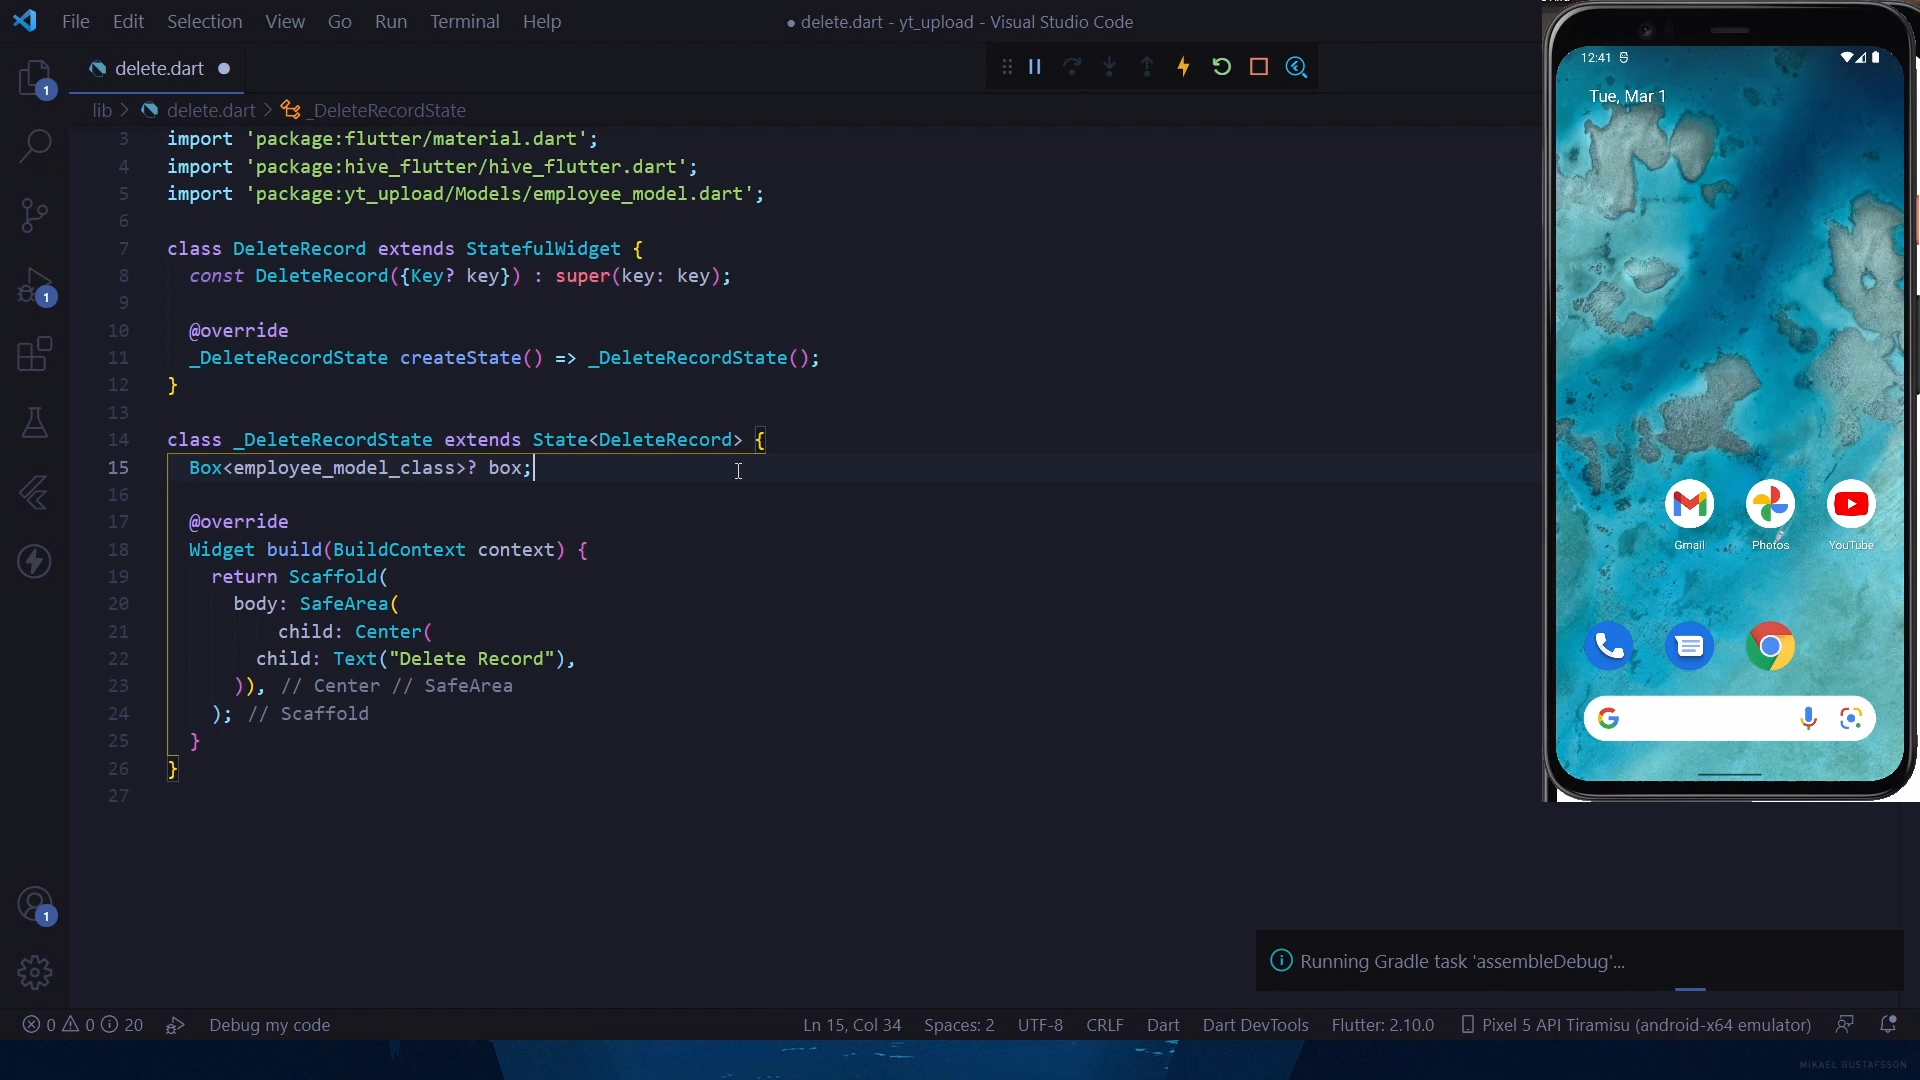 File Edit Selection View Go Run Terminal Help
● delete.dart - yt_upload - Visual Studio Code
delete.dart ●
lib > delete.dart > _DeleteRecordState
3 import 'package:flutter/material.dart';
4 import 'package:hive_flutter/hive_flutter.dart';
5 import 'package:yt_upload/Models/employee_model.dart';
6
7 class DeleteRecord extends StatefulWidget {
8 const DeleteRecord({Key? key}) : super(key: key);
9
10 @override
11 _DeleteRecordState createState() => _DeleteRecordState();
12 }
13
14 class _DeleteRecordState extends State<DeleteRecord> {
15 Box<employee_model_class>? box;
16
17 @override
18 Widget build(BuildContext context) {
19 return Scaffold(
20 body: SafeArea(
21 child: Center(
22 child: Text("Delete Record"),
23 )), // Center // SafeArea
24 ); // Scaffold
25 }
26 }
27
1
1
1
12:41
Tue, Mar 1
Gmail Photos YouTube
Running Gradle task 'assembleDebug'...
0 0 20 Debug my code Ln 15, Col 34 Spaces: 2 UTF-8 CRLF Dart Dart DevTools Flutter: 2.10.0 Pixel 5 API Tiramisu (android-x64 emulator)
MIKAEL GUSTAFSSON